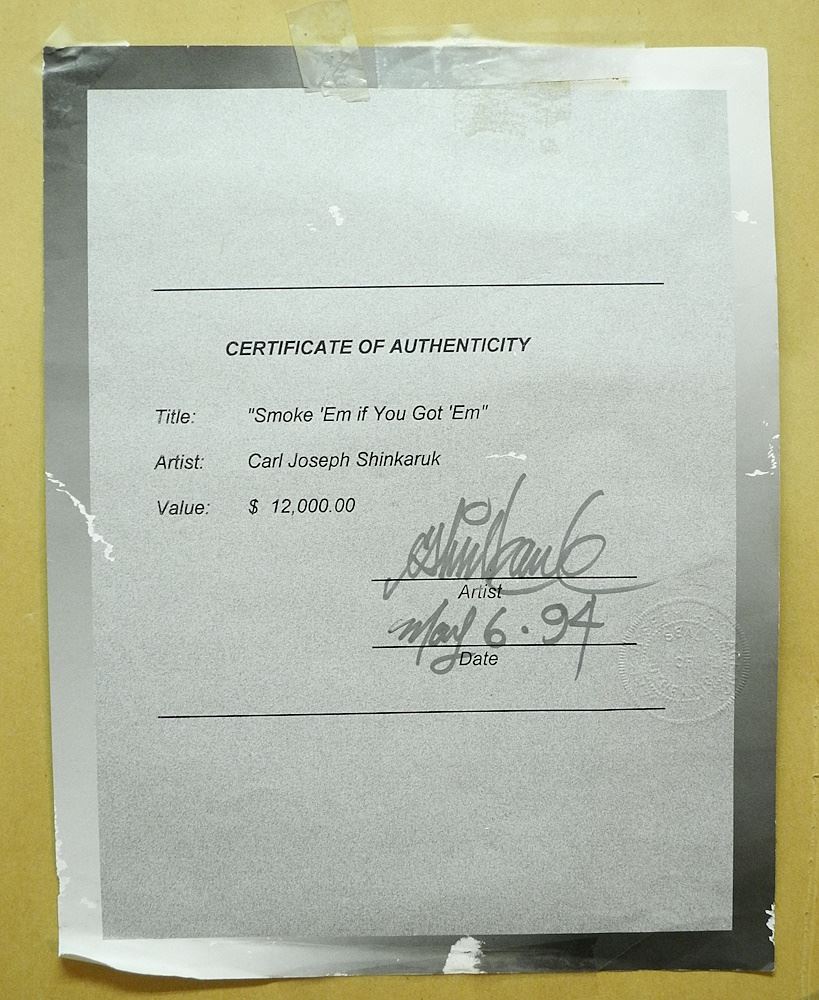 CERTIFICATE OF AUTHENTICITY
Title: "Smoke 'Em if You Got 'Em"
Artist: Carl Joseph Shinkaruk
Value: $ 12,000.00
Shinkaruk
Artist
May 6 . 94
Date